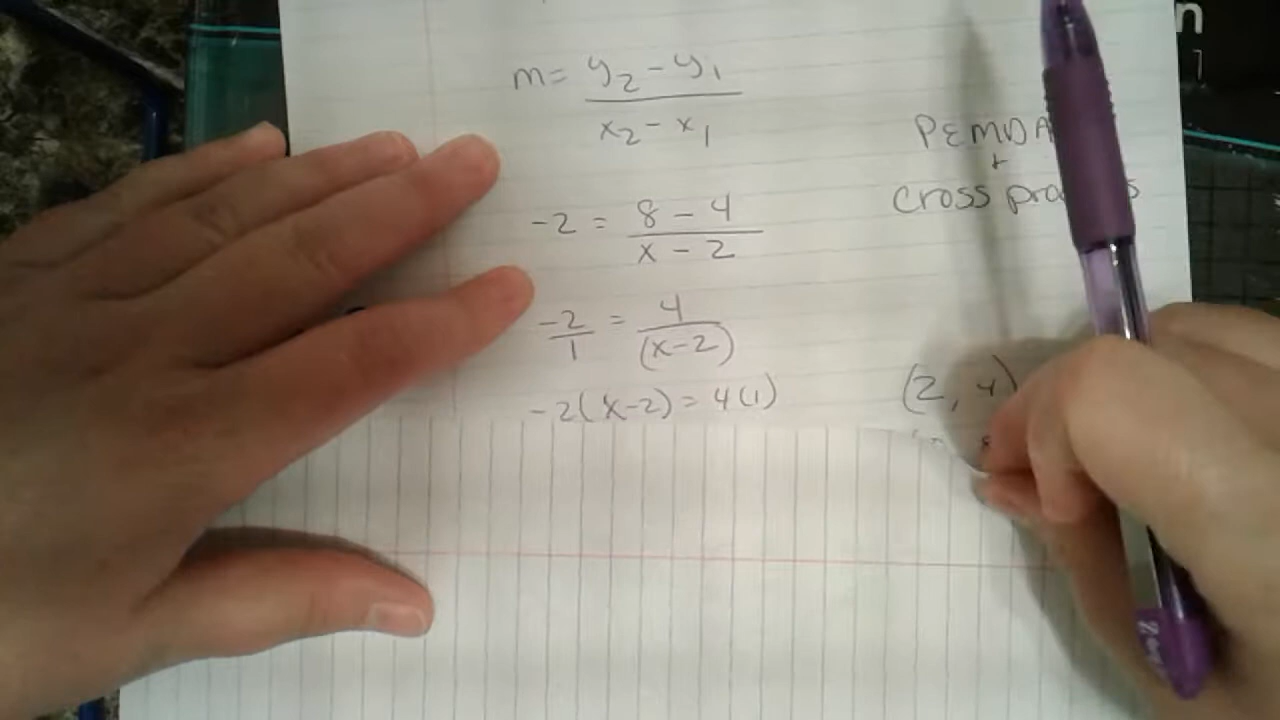 m = y₂ - y₁
x₂ - x₁
-2 = 8 - 4
x - 2
-2/1 = 4/(x-2)
-2(x-2) = 4(1)
PEMDA
+
cross
(2, 4)